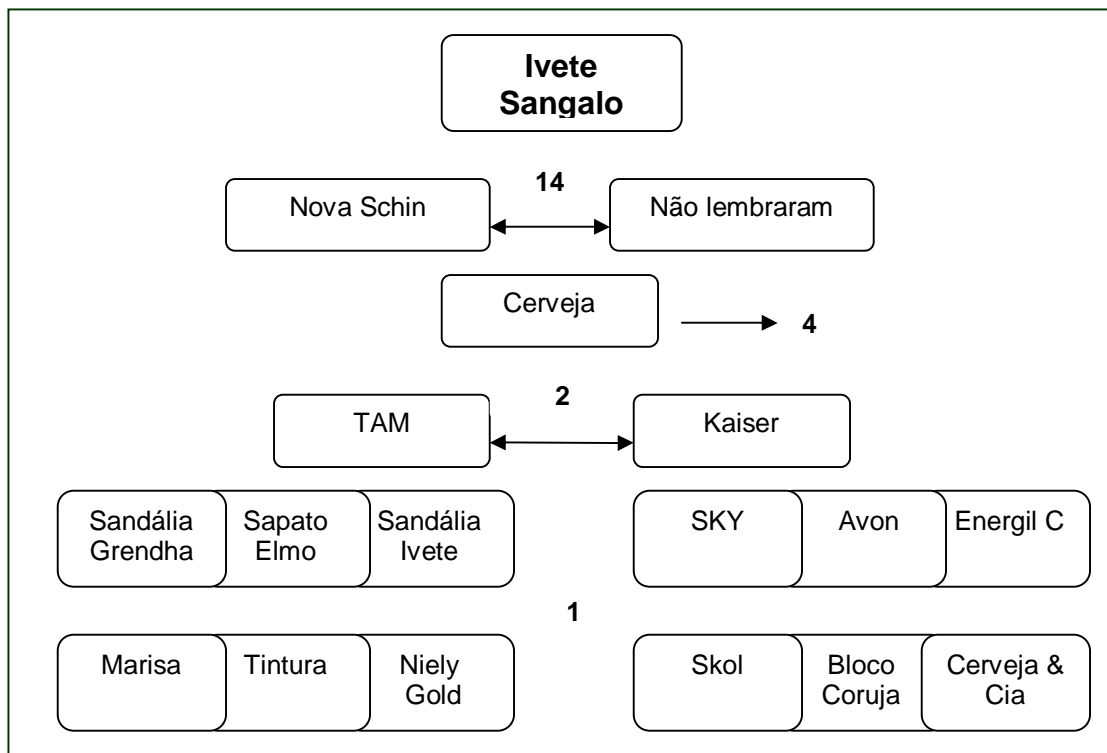 Ivete
Sangalo
14
Nova Schin
Não lembraram
Cerveja
4
2
TAM
Kaiser
Sandália
Grendha
Sapato
Elmo
Sandália
Ivete
SKY
Avon
Energil C
1
Marisa
Tintura
Niely
Gold
Skol
Bloco
Coruja
Cerveja &
Cia